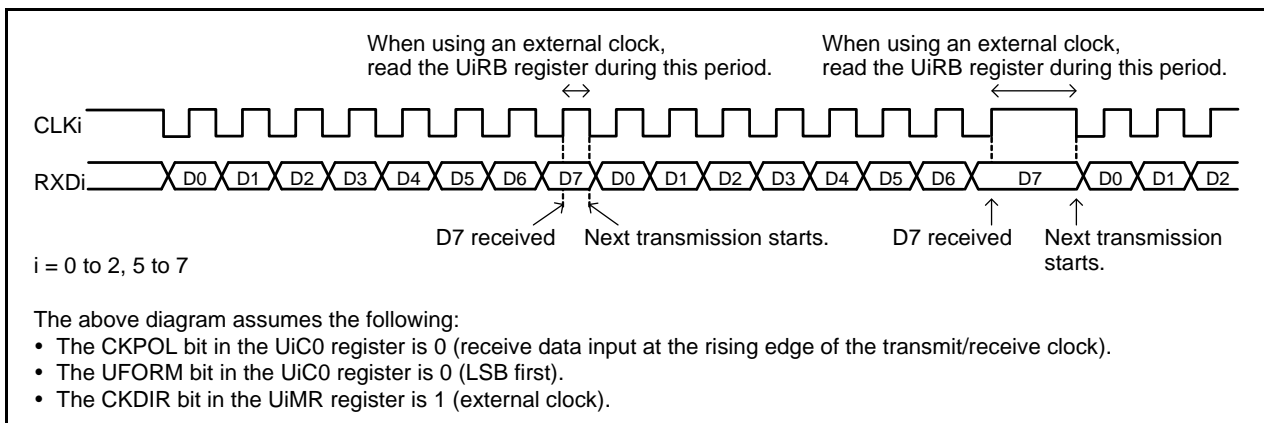 When using an external clock,
read the UiRB register during this period.
When using an external clock,
read the UiRB register during this period.
CLKi
RXDi
D0 D1 D2 D3 D4 D5 D6 D7 D0 D1 D2 D3 D4 D5 D6 D7 D0 D1 D2
D7 received
Next transmission starts.
D7 received
Next transmission
starts.
i = 0 to 2, 5 to 7
The above diagram assumes the following:
• The CKPOL bit in the UiC0 register is 0 (receive data input at the rising edge of the transmit/receive clock).
• The UFORM bit in the UiC0 register is 0 (LSB first).
• The CKDIR bit in the UiMR register is 1 (external clock).